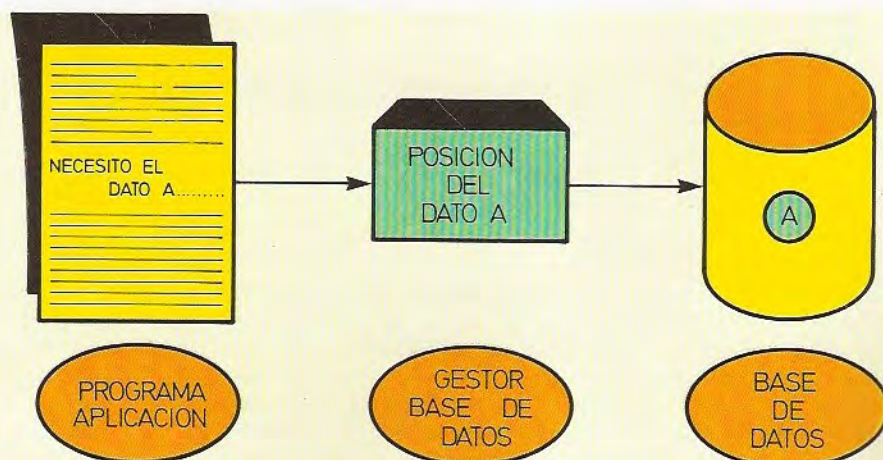 NECESITO EL
DATO A.........
POSICION
DEL
DATO A
A
PROGRAMA
APLICACION
GESTOR
BASE DE
DATOS
BASE
DE
DATOS